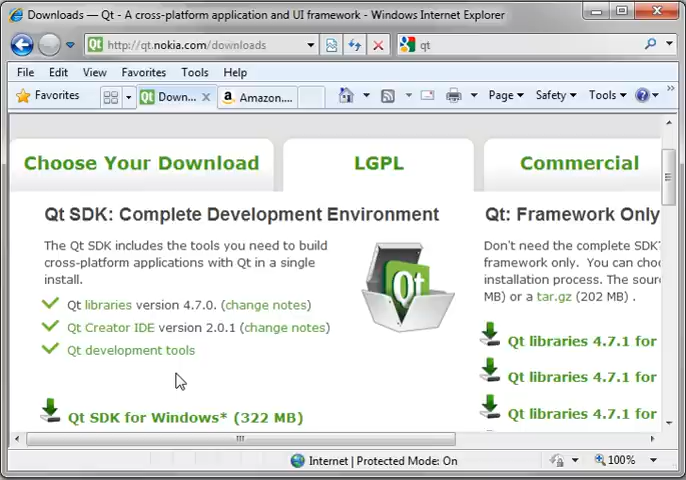 Downloads — Qt - A cross-platform application and UI framework - Windows Internet Explorer
http://qt.nokia.com/downloads
qt
File Edit View Favorites Tools Help
Favorites
Qt Down...
a Amazon....
Page Safety Tools
Choose Your Download
LGPL
Commercial
Qt SDK: Complete Development Environment
The Qt SDK includes the tools you need to build
cross-platform applications with Qt in a single
install.
Qt libraries version 4.7.0. (change notes)
Qt Creator IDE version 2.0.1 (change notes)
Qt development tools
Qt SDK for Windows* (322 MB)
Qt
Qt: Framework Only
Don't need the complete SDK?
framework only. You can choo
installation process. The sourc
MB) or a tar.gz (202 MB) .
Qt libraries 4.7.1 for
Qt libraries 4.7.1 for
Qt libraries 4.7.1 for
Internet | Protected Mode: On
100%